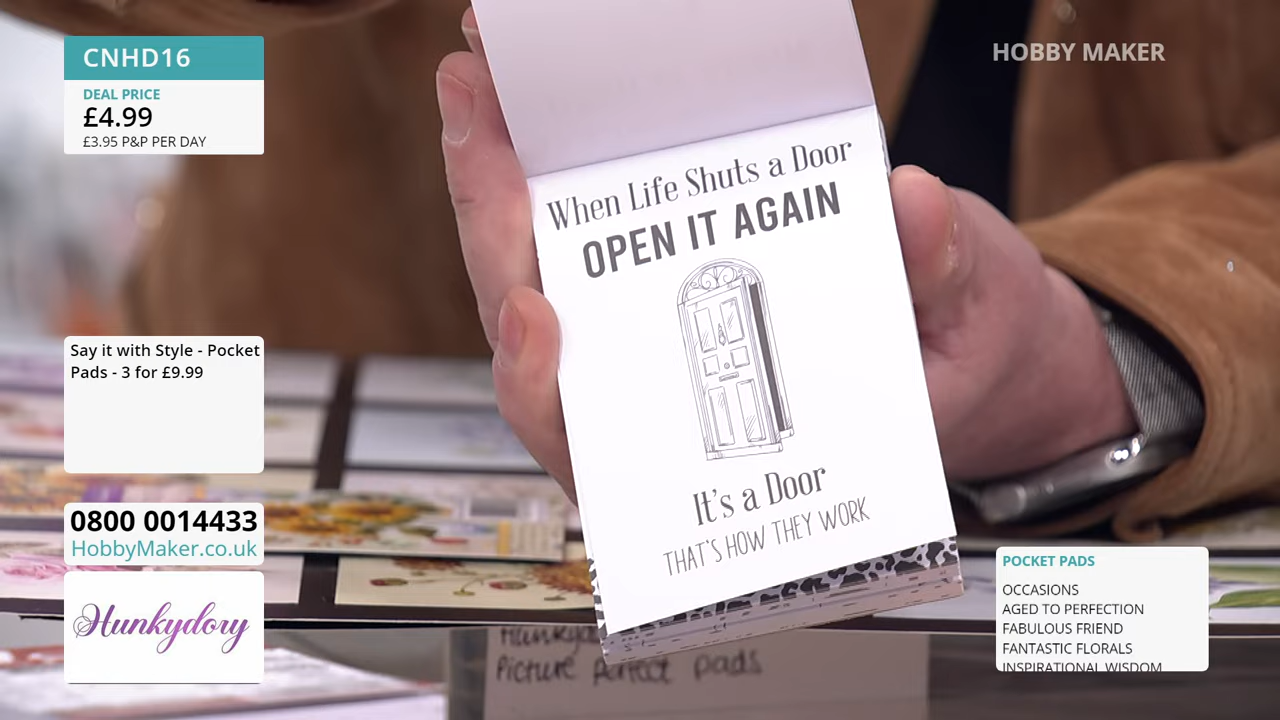 CNHD16
DEAL PRICE
£4.99
£3.95 P&P PER DAY
HOBBY MAKER
When Life Shuts a Door
OPEN IT AGAIN
It's a Door
THAT'S HOW THEY WORK
Say it with Style - Pocket
Pads - 3 for £9.99
0800 0014433
HobbyMaker.co.uk
Hunkydory
POCKET PADS
OCCASIONS
AGED TO PERFECTION
FABULOUS FRIEND
FANTASTIC FLORALS
INSPIRATIONAL WISDOM
Picture Perfect pads